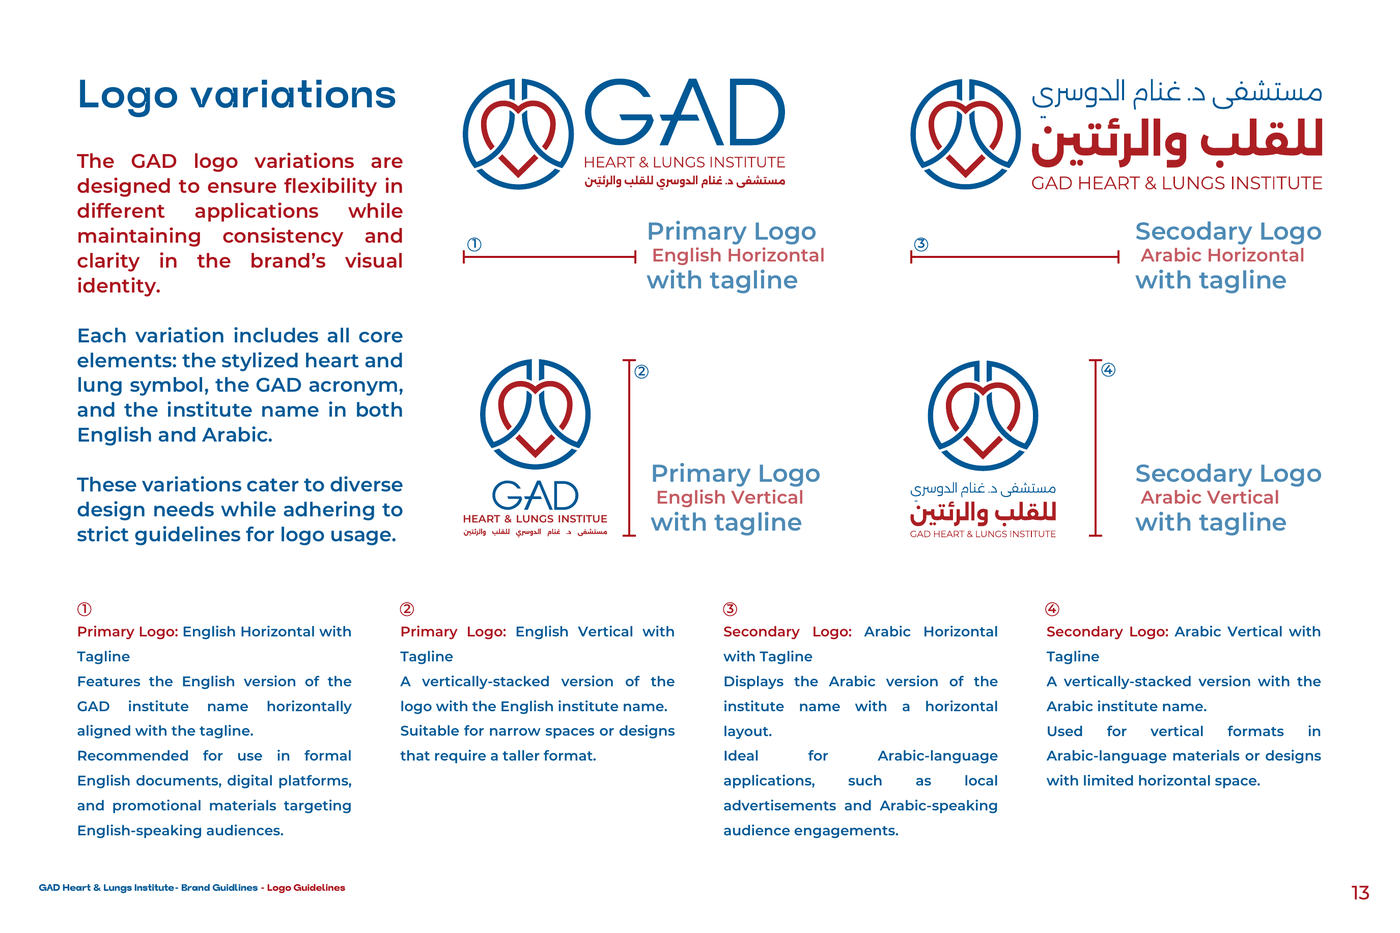 Logo variations
The GAD logo variations are
designed to ensure flexibility in
different applications while
maintaining consistency and
clarity in the brand's visual
identity.
Each variation includes all core
elements: the stylized heart and
lung symbol, the GAD acronym,
and the institute name in both
English and Arabic.
These variations cater to diverse
design needs while adhering to
strict guidelines for logo usage.
GAD
HEART & LUNGS INSTITUTE
مستشفى د. غنام الدوسري للقلب والرئتين
①
Primary Logo
English Horizontal
with tagline
مستشفى د. غنام الدوسري
للقلب والرئتين
GAD HEART & LUNGS INSTITUTE
③
Secodary Logo
Arabic Horizontal
with tagline
GAD
HEART & LUNGS INSTITUE
مستشفى د. غنام الدوسري للقلب والرئتين
②
Primary Logo
English Vertical
with tagline
مستشفى د. غنام الدوسري
للقلب والرئتين
GAD HEART & LUNGS INSTITUTE
④
Secodary Logo
Arabic Vertical
with tagline
①
Primary Logo: English Horizontal with
Tagline
Features the English version of the
GAD institute name horizontally
aligned with the tagline.
Recommended for use in formal
English documents, digital platforms,
and promotional materials targeting
English-speaking audiences.
②
Primary Logo: English Vertical with
Tagline
A vertically-stacked version of the
logo with the English institute name.
Suitable for narrow spaces or designs
that require a taller format.
③
Secondary Logo: Arabic Horizontal
with Tagline
Displays the Arabic version of the
institute name with a horizontal
layout.
Ideal for Arabic-language
applications, such as local
advertisements and Arabic-speaking
audience engagements.
④
Secondary Logo: Arabic Vertical with
Tagline
A vertically-stacked version with the
Arabic institute name.
Used for vertical formats in
Arabic-language materials or designs
with limited horizontal space.
GAD Heart & Lungs Institute- Brand Guidlines - Logo Guidelines
13